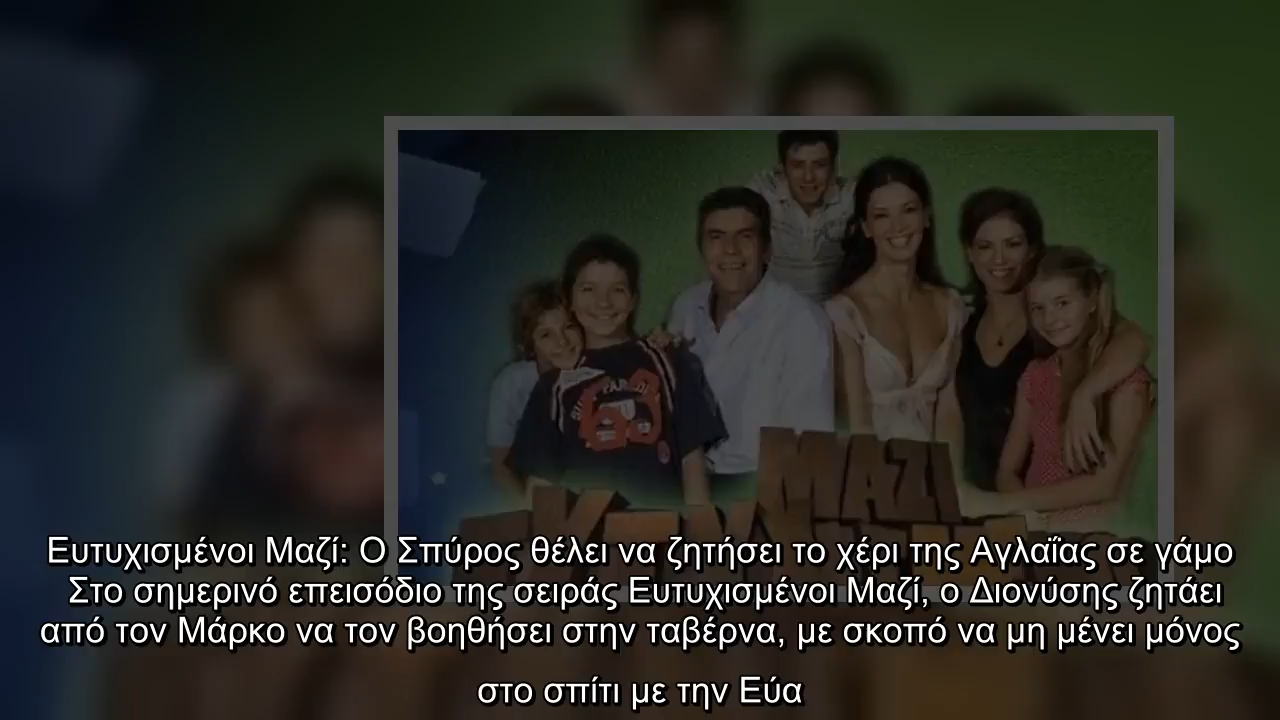 ΜΑΖΙ
Ευτυχισμένοι Μαζί: Ο Σπύρος θέλει να ζητήσει το χέρι της Αγλαΐας σε γάμο
Στο σημερινό επεισόδιο της σειράς Ευτυχισμένοι Μαζί, ο Διονύσης ζητάει
από τον Μάρκο να τον βοηθήσει στην ταβέρνα, με σκοπό να μη μένει μόνος
στο σπίτι με την Εύα